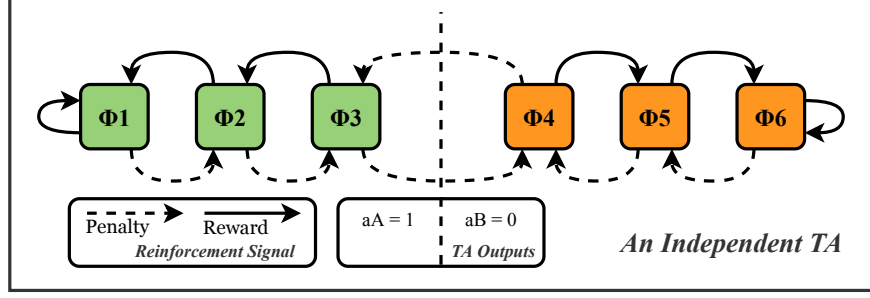 Φ1 Φ2 Φ3 Φ4 Φ5 Φ6
Penalty Reward
Reinforcement Signal
aA = 1 aB = 0
TA Outputs
An Independent TA